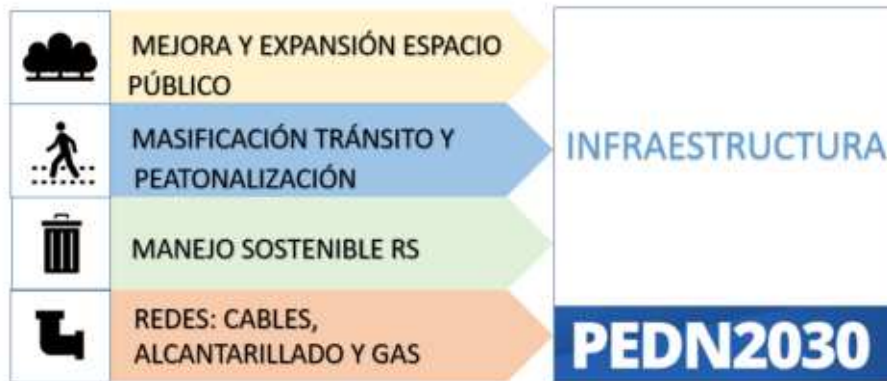 MEJORA Y EXPANSIÓN ESPACIO
PÚBLICO
MASIFICACIÓN TRÁNSITO Y
PEATONALIZACIÓN
MANEJO SOSTENIBLE RS
REDES: CABLES,
ALCANTARILLADO Y GAS
INFRAESTRUCTURA
PEDN2030